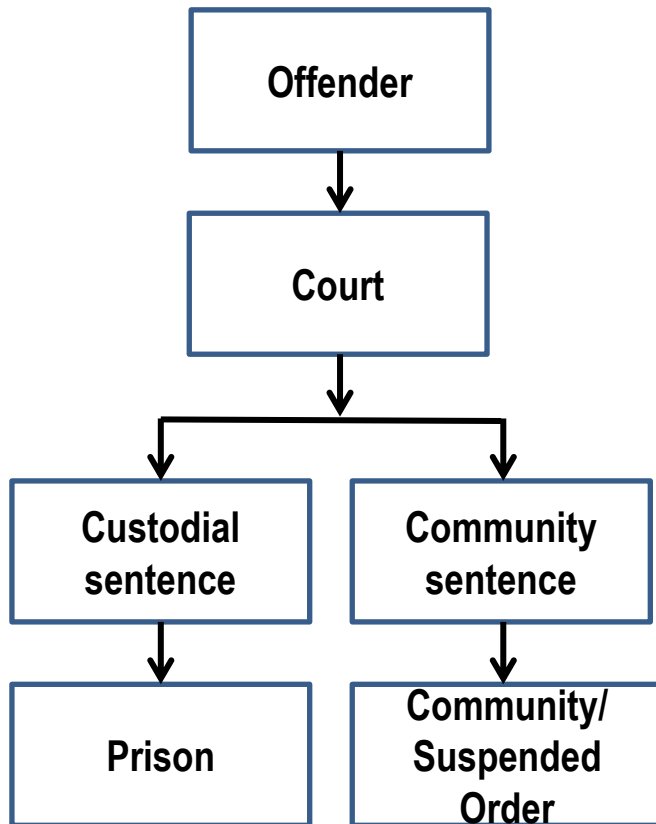 Offender
Court
Custodial
sentence
Community
sentence
Prison
Community/
Suspended
Order